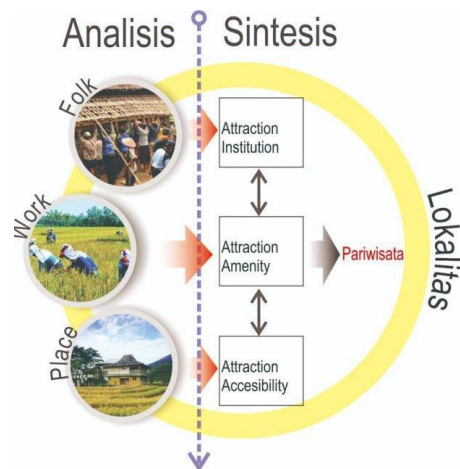 Analisis
Sintesis
Folk
Attraction
Institution
Work
Attraction
Amenity
Pariwisata
Lokalitas
Place
Attraction
Accesibility